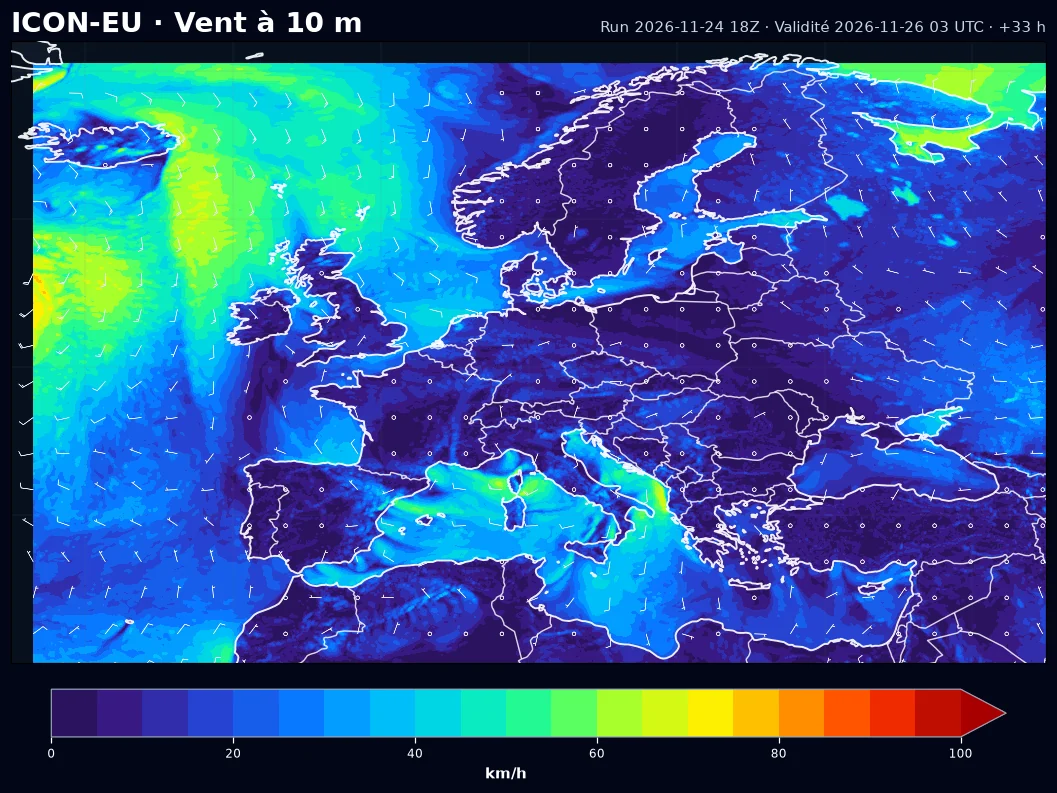 ICON-EU · Vent à 10 m
Run 2026-11-24 18Z · Validité 2026-11-26 03 UTC · +33 h
0 20 40 60 80 100
km/h